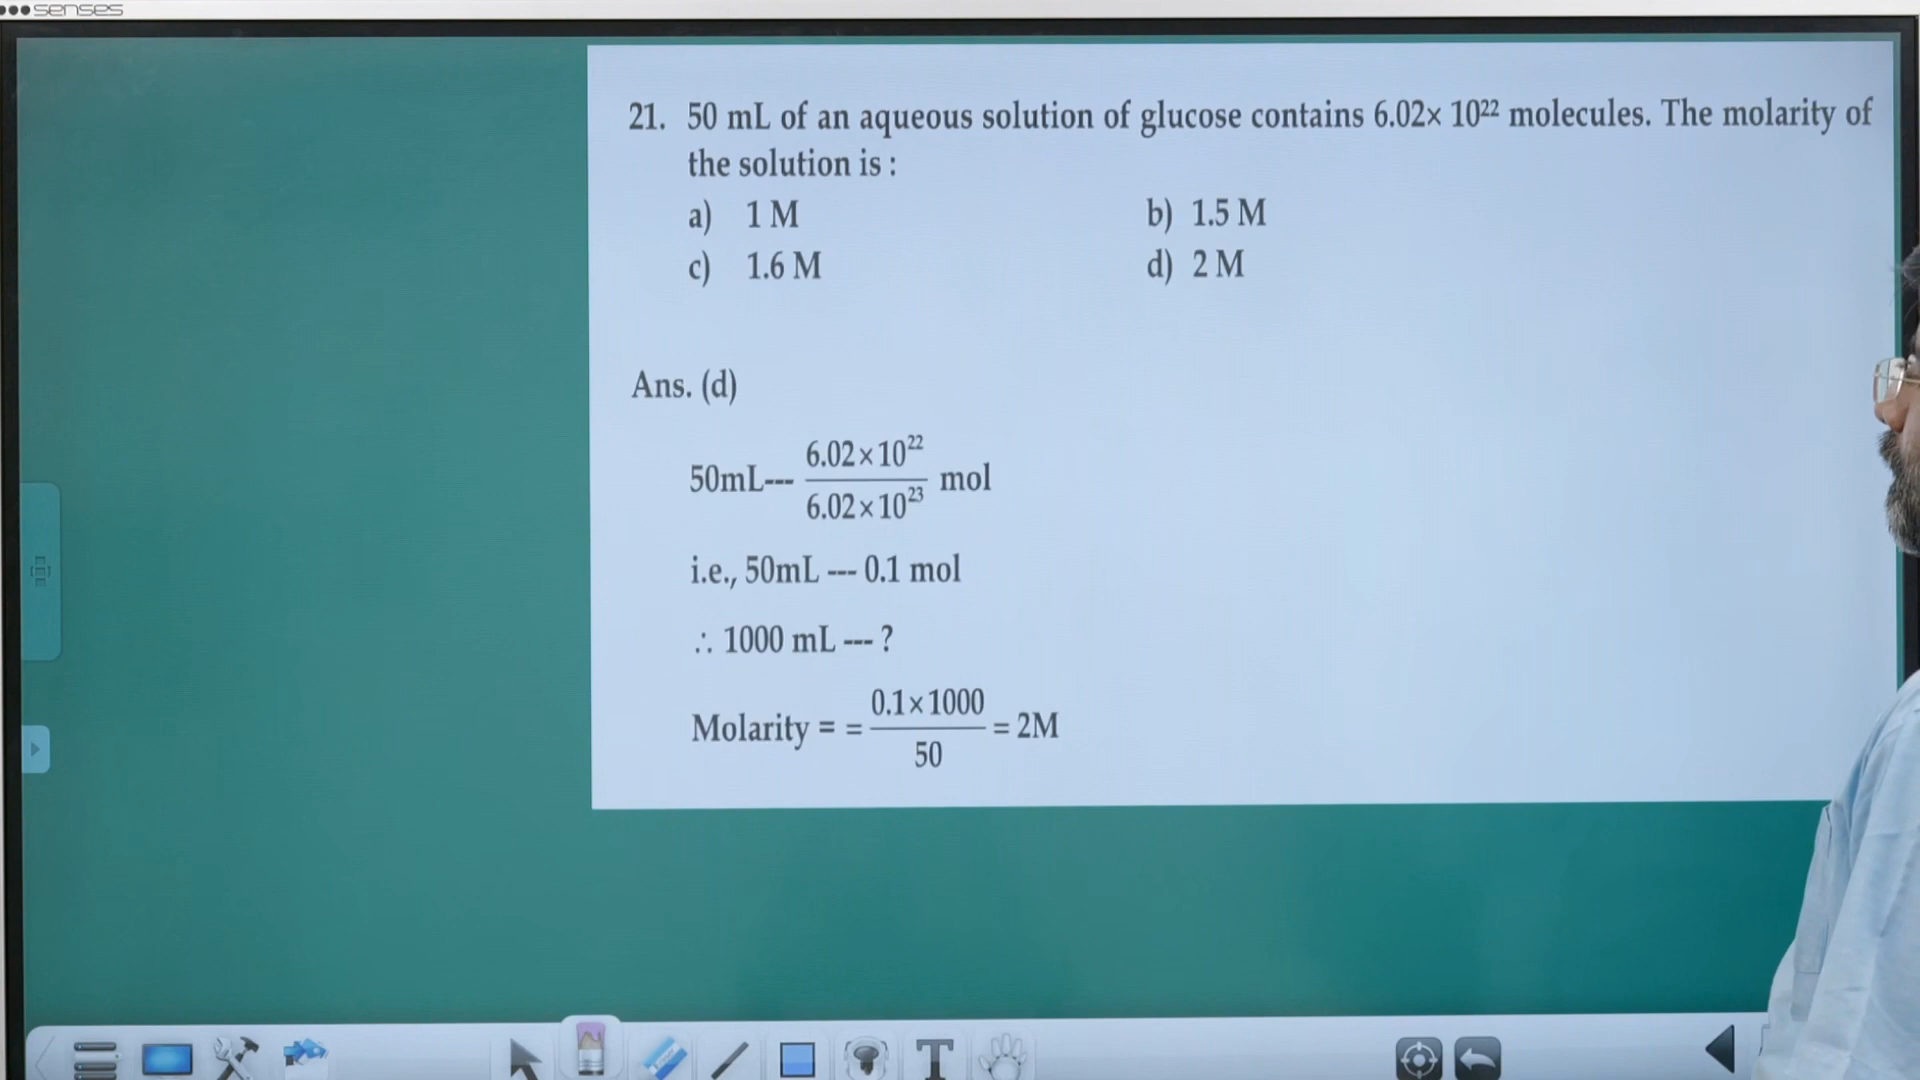 senses
21. 50 mL of an aqueous solution of glucose contains 6.02× 10²² molecules. The molarity of
the solution is :
a) 1 M b) 1.5 M
c) 1.6 M d) 2 M
Ans. (d)
50mL--- 6.02×10²² / 6.02×10²³ mol
i.e., 50mL --- 0.1 mol
∴ 1000 mL --- ?
Molarity = = 0.1×1000 / 50 = 2M
T